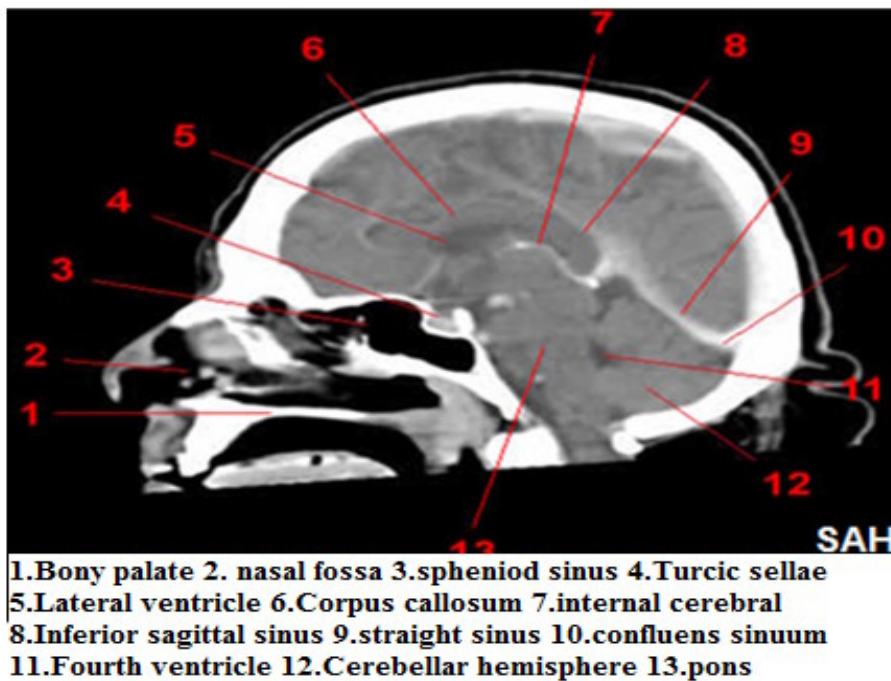 7
6
8
5
9
4
10
3
2
11
1
12
SAH
13
1.Bony palate 2. nasal fossa 3.spheniod sinus 4.Turcic sellae
5.Lateral ventricle 6.Corpus callosum 7.internal cerebral
8.Inferior sagittal sinus 9.straight sinus 10.confluens sinuum
11.Fourth ventricle 12.Cerebellar hemisphere 13.pons